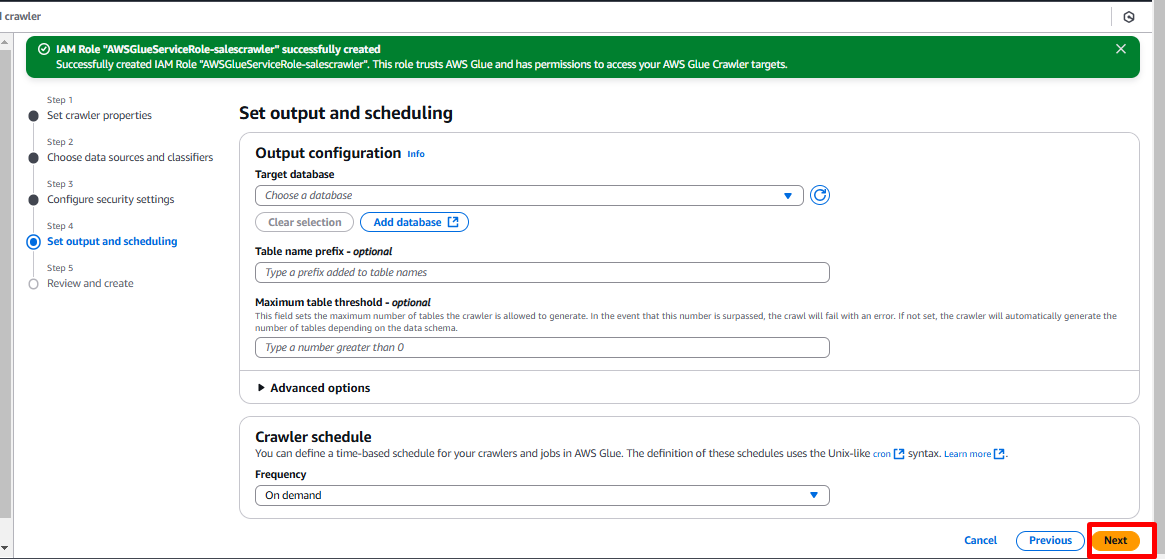 d crawler
IAM Role "AWSGlueServiceRole-salescrawler" successfully created
Successfully created IAM Role "AWSGlueServiceRole-salescrawler". This role trusts AWS Glue and has permissions to access your AWS Glue Crawler targets.
Step 1
Set crawler properties
Step 2
Choose data sources and classifiers
Step 3
Configure security settings
Step 4
Set output and scheduling
Step 5
Review and create
Set output and scheduling
Output configuration Info
Target database
Choose a database
Clear selection Add database
Table name prefix - optional
Type a prefix added to table names
Maximum table threshold - optional
This field sets the maximum number of tables the crawler is allowed to generate. In the event that this number is surpassed, the crawl will fail with an error. If not set, the crawler will automatically generate the
number of tables depending on the data schema.
Type a number greater than 0
Advanced options
Crawler schedule
You can define a time-based schedule for your crawlers and jobs in AWS Glue. The definition of these schedules uses the Unix-like cron syntax. Learn more.
Frequency
On demand
Cancel Previous Next